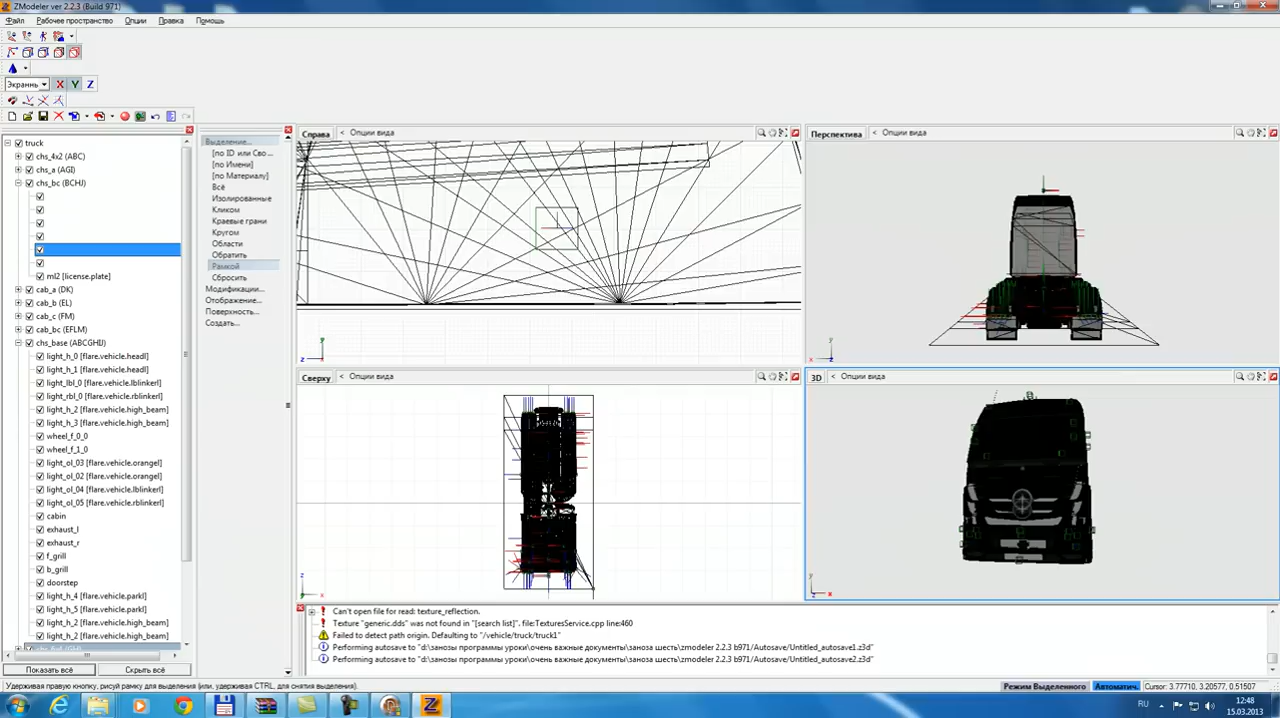 ZModeler ver 2.2.3 (Build 971)
Файл Рабочее пространство Опции Правка Помощь
Экраннь X Y Z
truck
chs_4x2 (ABC)
chs_a (AGI)
chs_bc (BCHJ)
ml2 [license.plate]
cab_a (DK)
cab_b (EL)
cab_c (FM)
cab_bc (EFLM)
chs_base (ABCGHIJ)
light_h_0 [flare.vehicle.headl]
light_h_1 [flare.vehicle.headl]
light_lbl_0 [flare.vehicle.lblinkerl]
light_rbl_0 [flare.vehicle.rblinkerl]
light_h_2 [flare.vehicle.high_beam]
light_h_3 [flare.vehicle.high_beam]
wheel_f_0_0
wheel_f_1_0
light_ol_03 [flare.vehicle.orangel]
light_ol_02 [flare.vehicle.orangel]
light_ol_04 [flare.vehicle.lblinkerl]
light_ol_05 [flare.vehicle.rblinkerl]
cabin
exhaust_l
exhaust_r
f_grill
b_grill
doorstep
light_h_4 [flare.vehicle.parkl]
light_h_5 [flare.vehicle.parkl]
light_h_2 [flare.vehicle.high_beam]
light_h_2 [flare.vehicle.high_beam]
Показать всё Скрыть всё
Выделение...
[по ID или Сво...
[по Имени]
[по Материалу]
Всё
Изолированные
Кликом
Краевые грани
Кругом
Области
Обратить
Рамкой
Сбросить
Модификации...
Отображение...
Поверхность...
Создать...
Справа < Опции вида
Перспектива < Опции вида
Сверху < Опции вида
3D < Опции вида
Can't open file for read: texture_reflection.
Texture "generic.dds" was not found in "[search list]". file:TexturesService.cpp line460
Failed to detect path origin. Defaulting to "/vehicle/truck/truck1"
Performing autosave to "d:\занозы программы уроки\очень важные документы\заноза шесть\zmodeler 2.2.3 b971/Autosave/Untitled_autosave1.z3d"
Performing autosave to "d:\занозы программы уроки\очень важные документы\заноза шесть\zmodeler 2.2.3 b971/Autosave/Untitled_autosave2.z3d"
Удерживая правую кнопку, рисуй рамку для выделения (или, удерживая CTRL, для снятия выделения).
Режим Выделенного Автоматич. Cursor: 3.77710, 3.20577, 0.51507
RU 12:48
15.03.2013